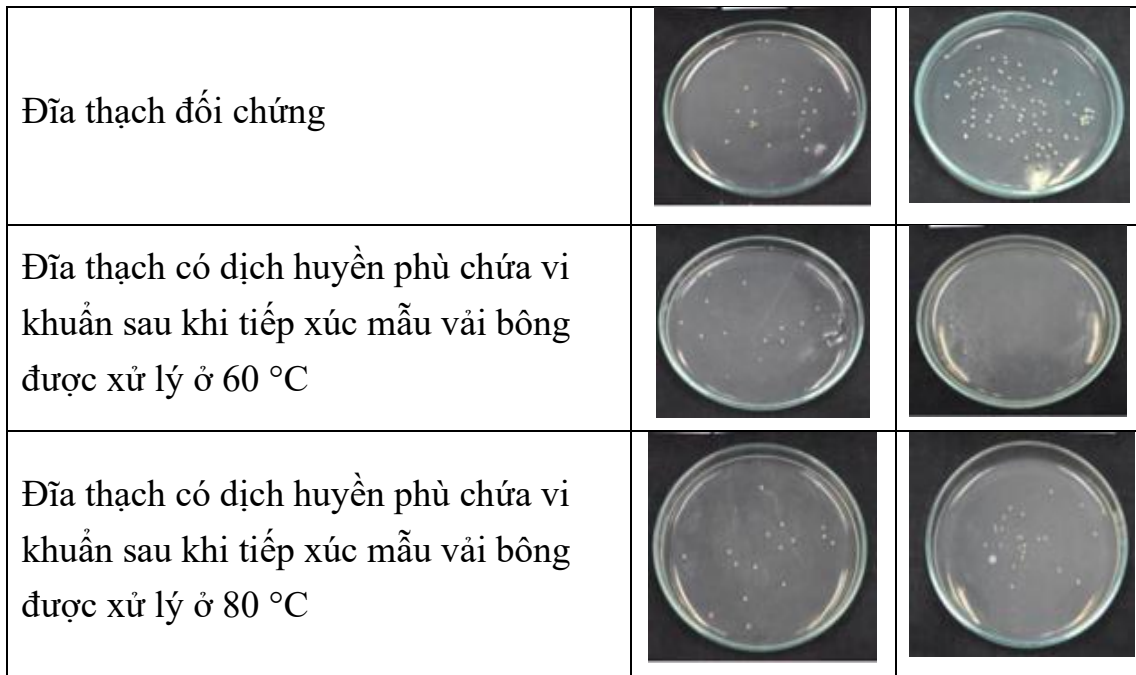 Đĩa thạch đối chứng
Đĩa thạch có dịch huyền phù chứa vi
khuẩn sau khi tiếp xúc mẫu vải bông
được xử lý ở 60 °C
Đĩa thạch có dịch huyền phù chứa vi
khuẩn sau khi tiếp xúc mẫu vải bông
được xử lý ở 80 °C